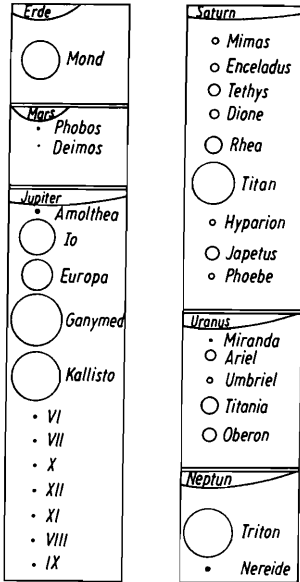 Erde
Mond
Mars
Phobos
Deimos
Jupiter
Amolthea
Io
Europa
Ganymed
Kallisto
VI
VII
X
XII
XI
VIII
IX
Saturn
Mimas
Enceladus
Tethys
Dione
Rhea
Titan
Hyparion
Japetus
Phoebe
Uranus
Miranda
Ariel
Umbriel
Titania
Oberon
Neptun
Triton
Nereide